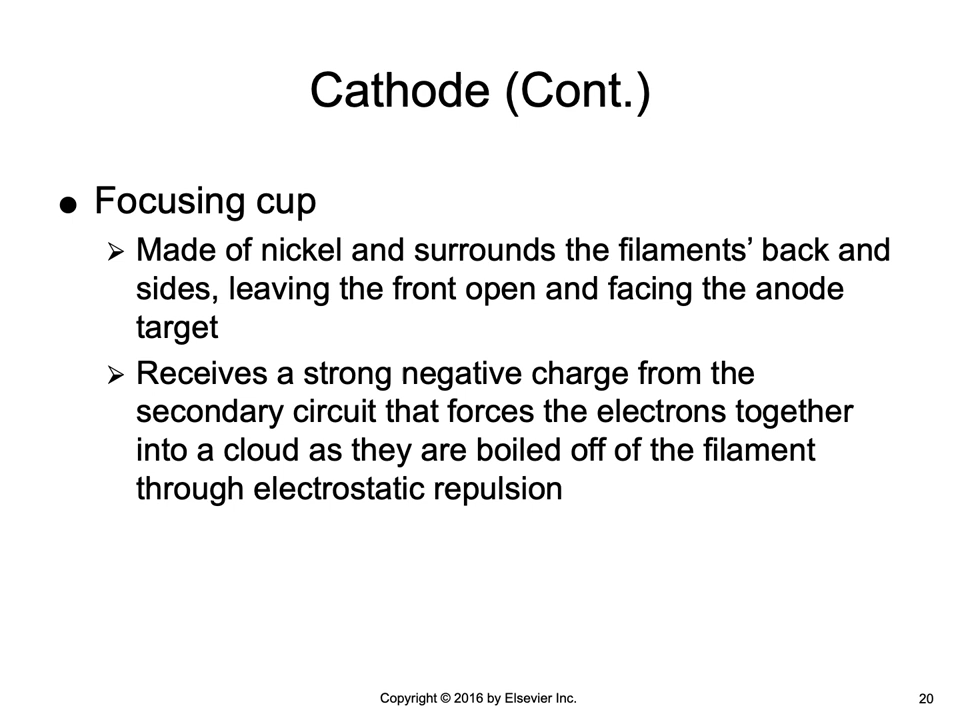 Cathode (Cont.)
● Focusing cup
➢ Made of nickel and surrounds the filaments’ back and
sides, leaving the front open and facing the anode
target
➢ Receives a strong negative charge from the
secondary circuit that forces the electrons together
into a cloud as they are boiled off of the filament
through electrostatic repulsion
Copyright © 2016 by Elsevier Inc.
20